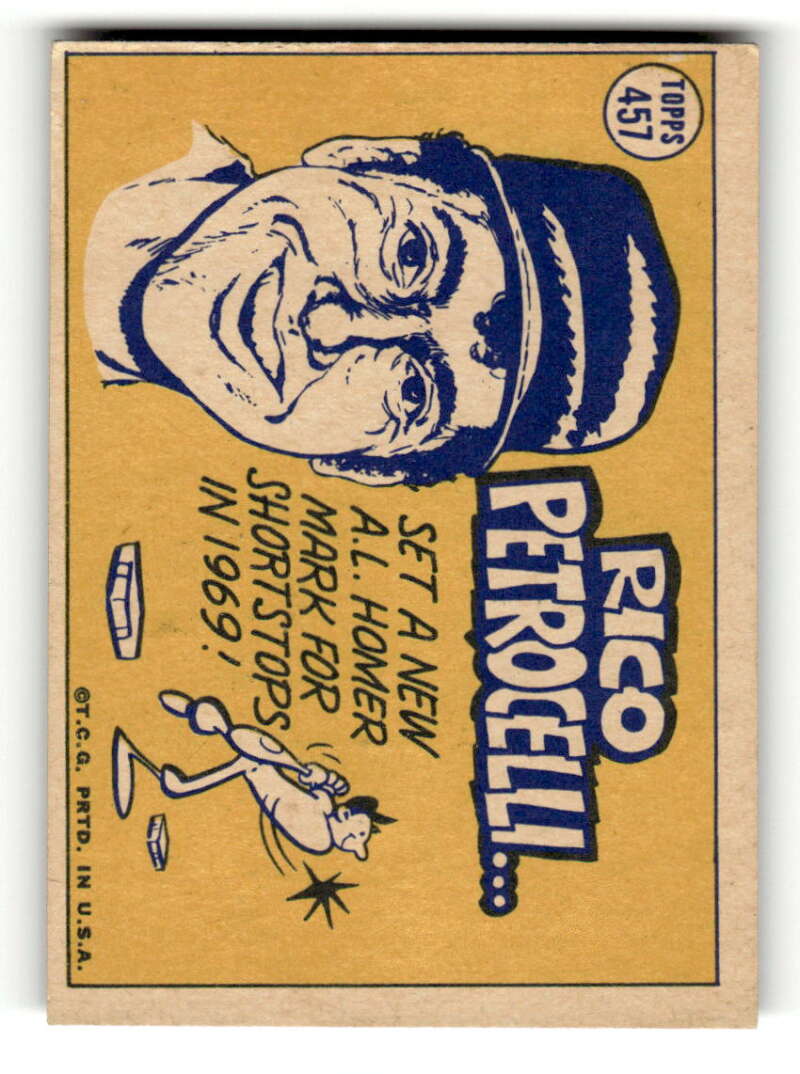 TOPPS
457
RICO
PETROCELLI...
SET A NEW
A.L. HOMER
MARK FOR
SHORTSTOPS
IN 1969!
©T.C.G. PRTD. IN U.S.A.